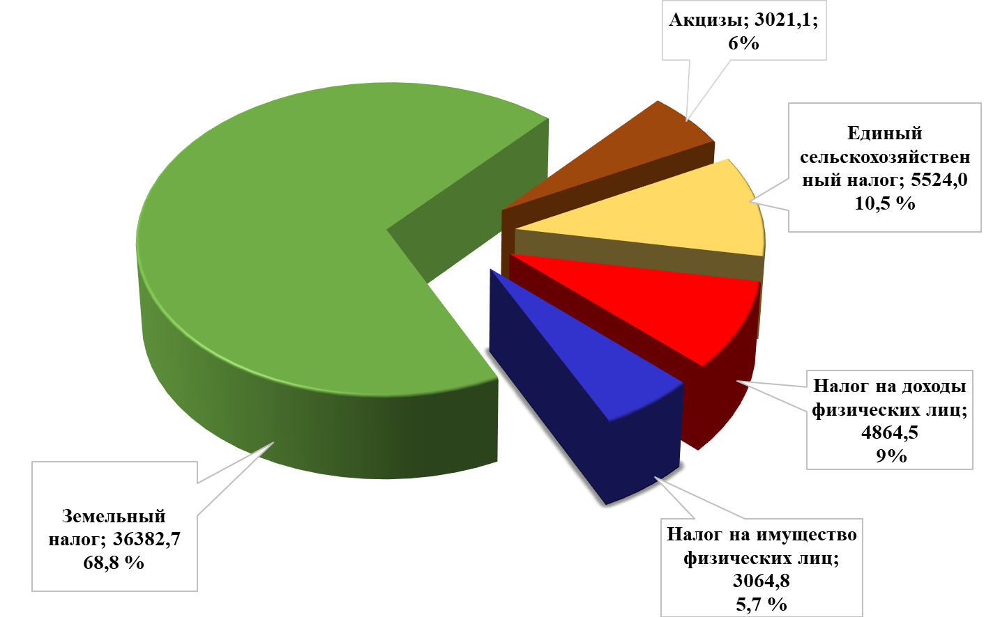 Акцизы; 3021,1;
6%
Единый
сельскохозяйствен
ный налог; 5524,0
10,5 %
Налог на доходы
физических лиц;
4864,5
9%
Налог на имущество
физических лиц;
3064,8
5,7 %
Земельный
налог; 36382,7
68,8 %